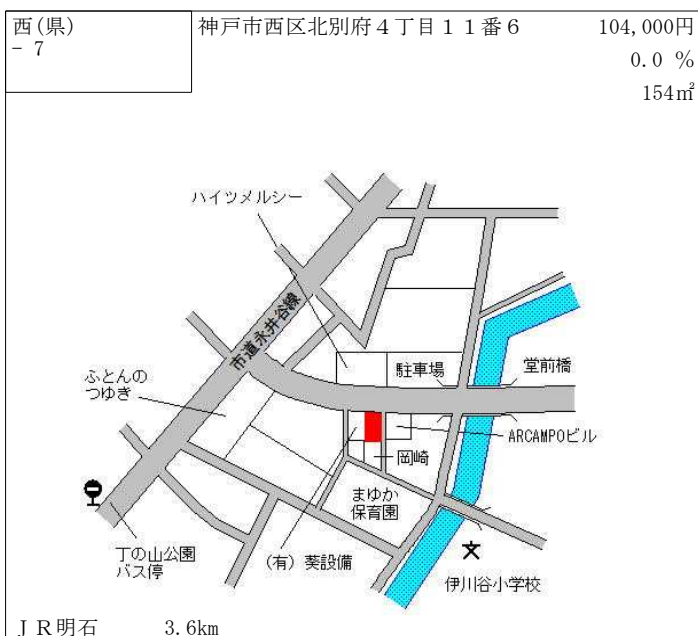 西(県)
- 7
神戸市西区北別府４丁目１１番６
104,000円
0.0 %
154㎡
ハイツメルシー
市道永井谷線
ふとんの
つゆき
駐車場
堂前橋
ARCAMPOビル
岡崎
まゆか
保育園
丁の山公園
バス停
(有) 葵設備
文
伊川谷小学校
ＪＲ明石
3.6km